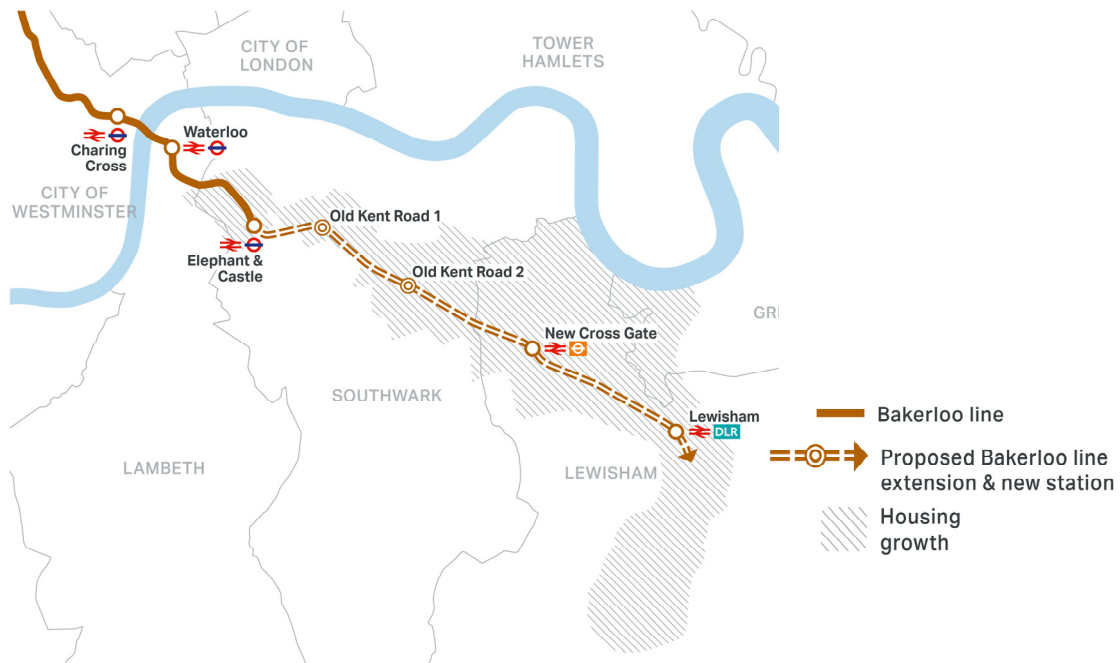 CITY OF
LONDON
TOWER
HAMLETS
Waterloo
Charing
Cross
CITY OF
WESTMINSTER
Old Kent Road 1
Elephant &
Castle
Old Kent Road 2
GR
New Cross Gate
SOUTHWARK
Lewisham
DLR
LAMBETH
LEWISHAM
Bakerloo line
Proposed Bakerloo line
extension & new station
Housing
growth